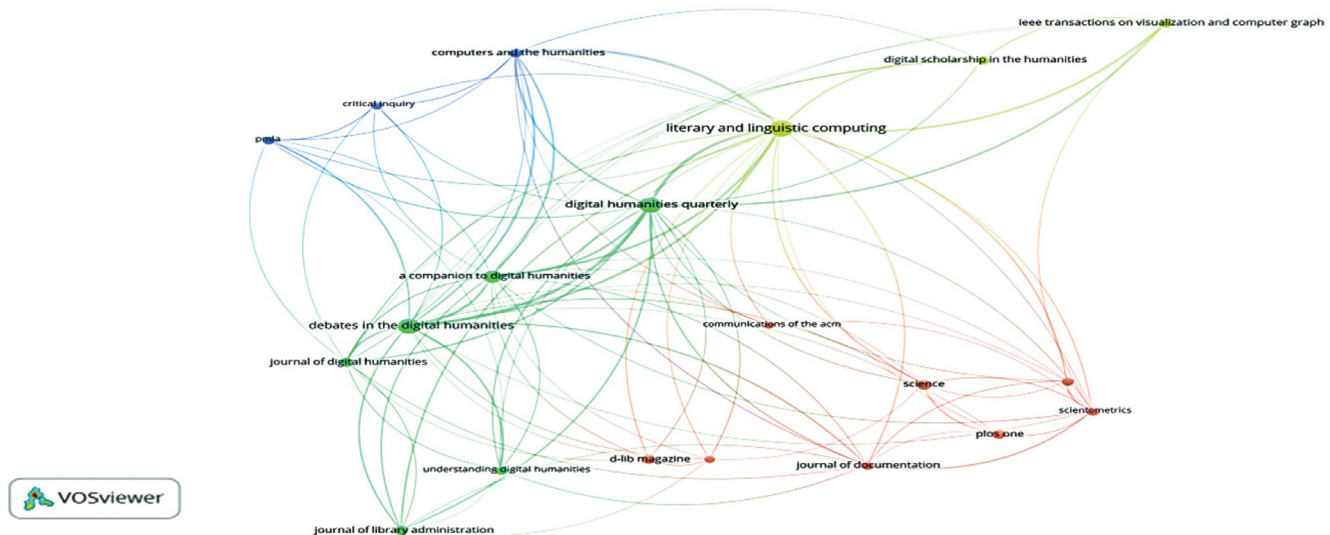 ieee transactions on visualization and computer graph
computers and the humanities
digital scholarship in the humanities
critical inquiry
literary and linguistic computing
pmla
digital humanities quarterly
a companion to digital humanities
debates in the digital humanities
communications of the acm
journal of digital humanities
science
scientometrics
plos one
d-lib magazine
journal of documentation
understanding digital humanities
VOSviewer
journal of library administration